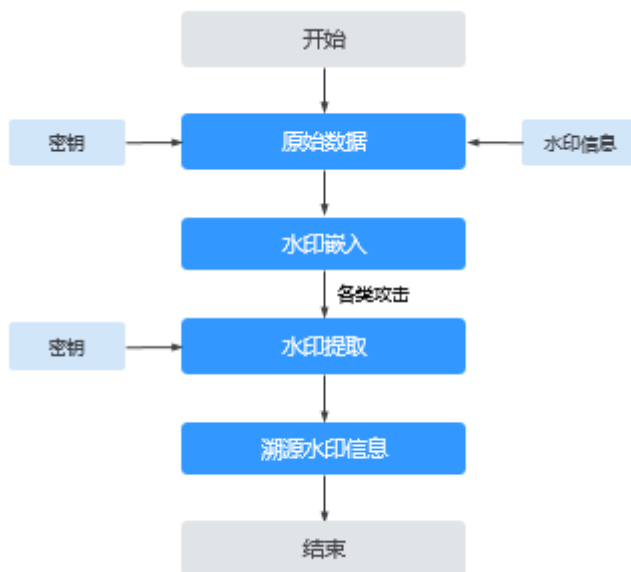 开始
密钥
原始数据
水印信息
水印嵌入
各类攻击
密钥
水印提取
溯源水印信息
结束